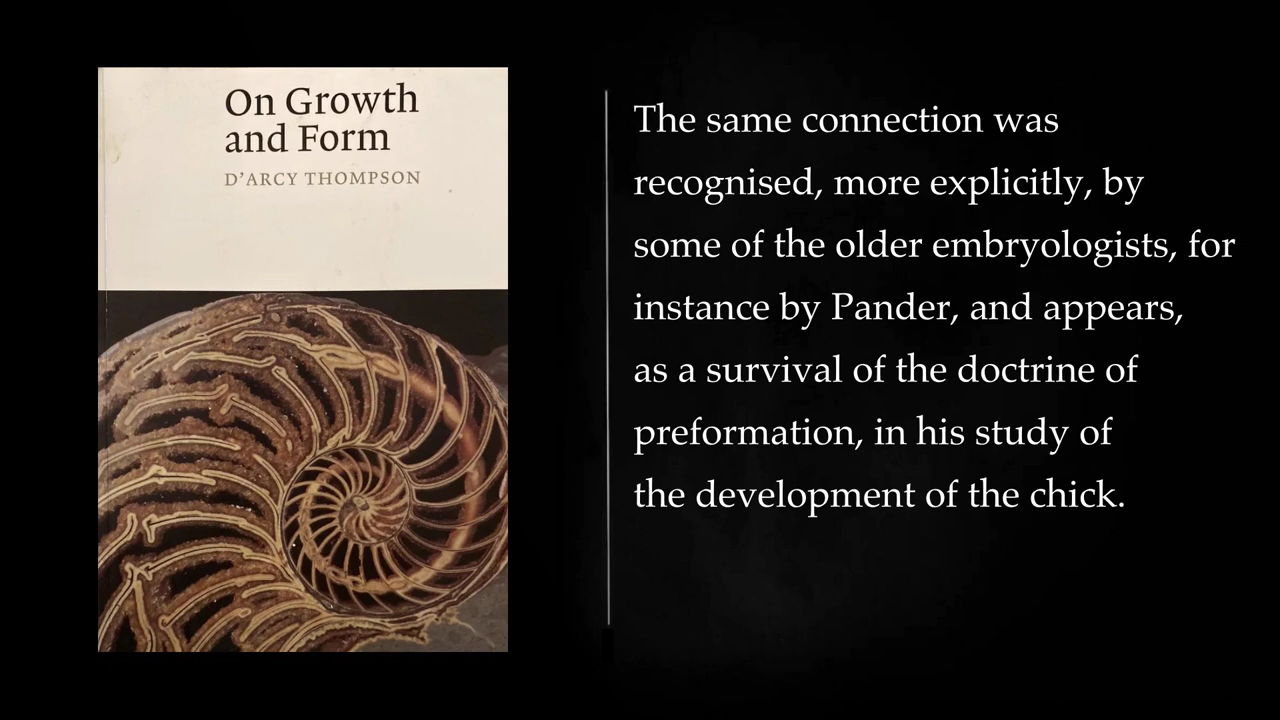 On Growth
and Form
D'ARCY THOMPSON
The same connection was
recognised, more explicitly, by
some of the older embryologists, for
instance by Pander, and appears,
as a survival of the doctrine of
preformation, in his study of
the development of the chick.